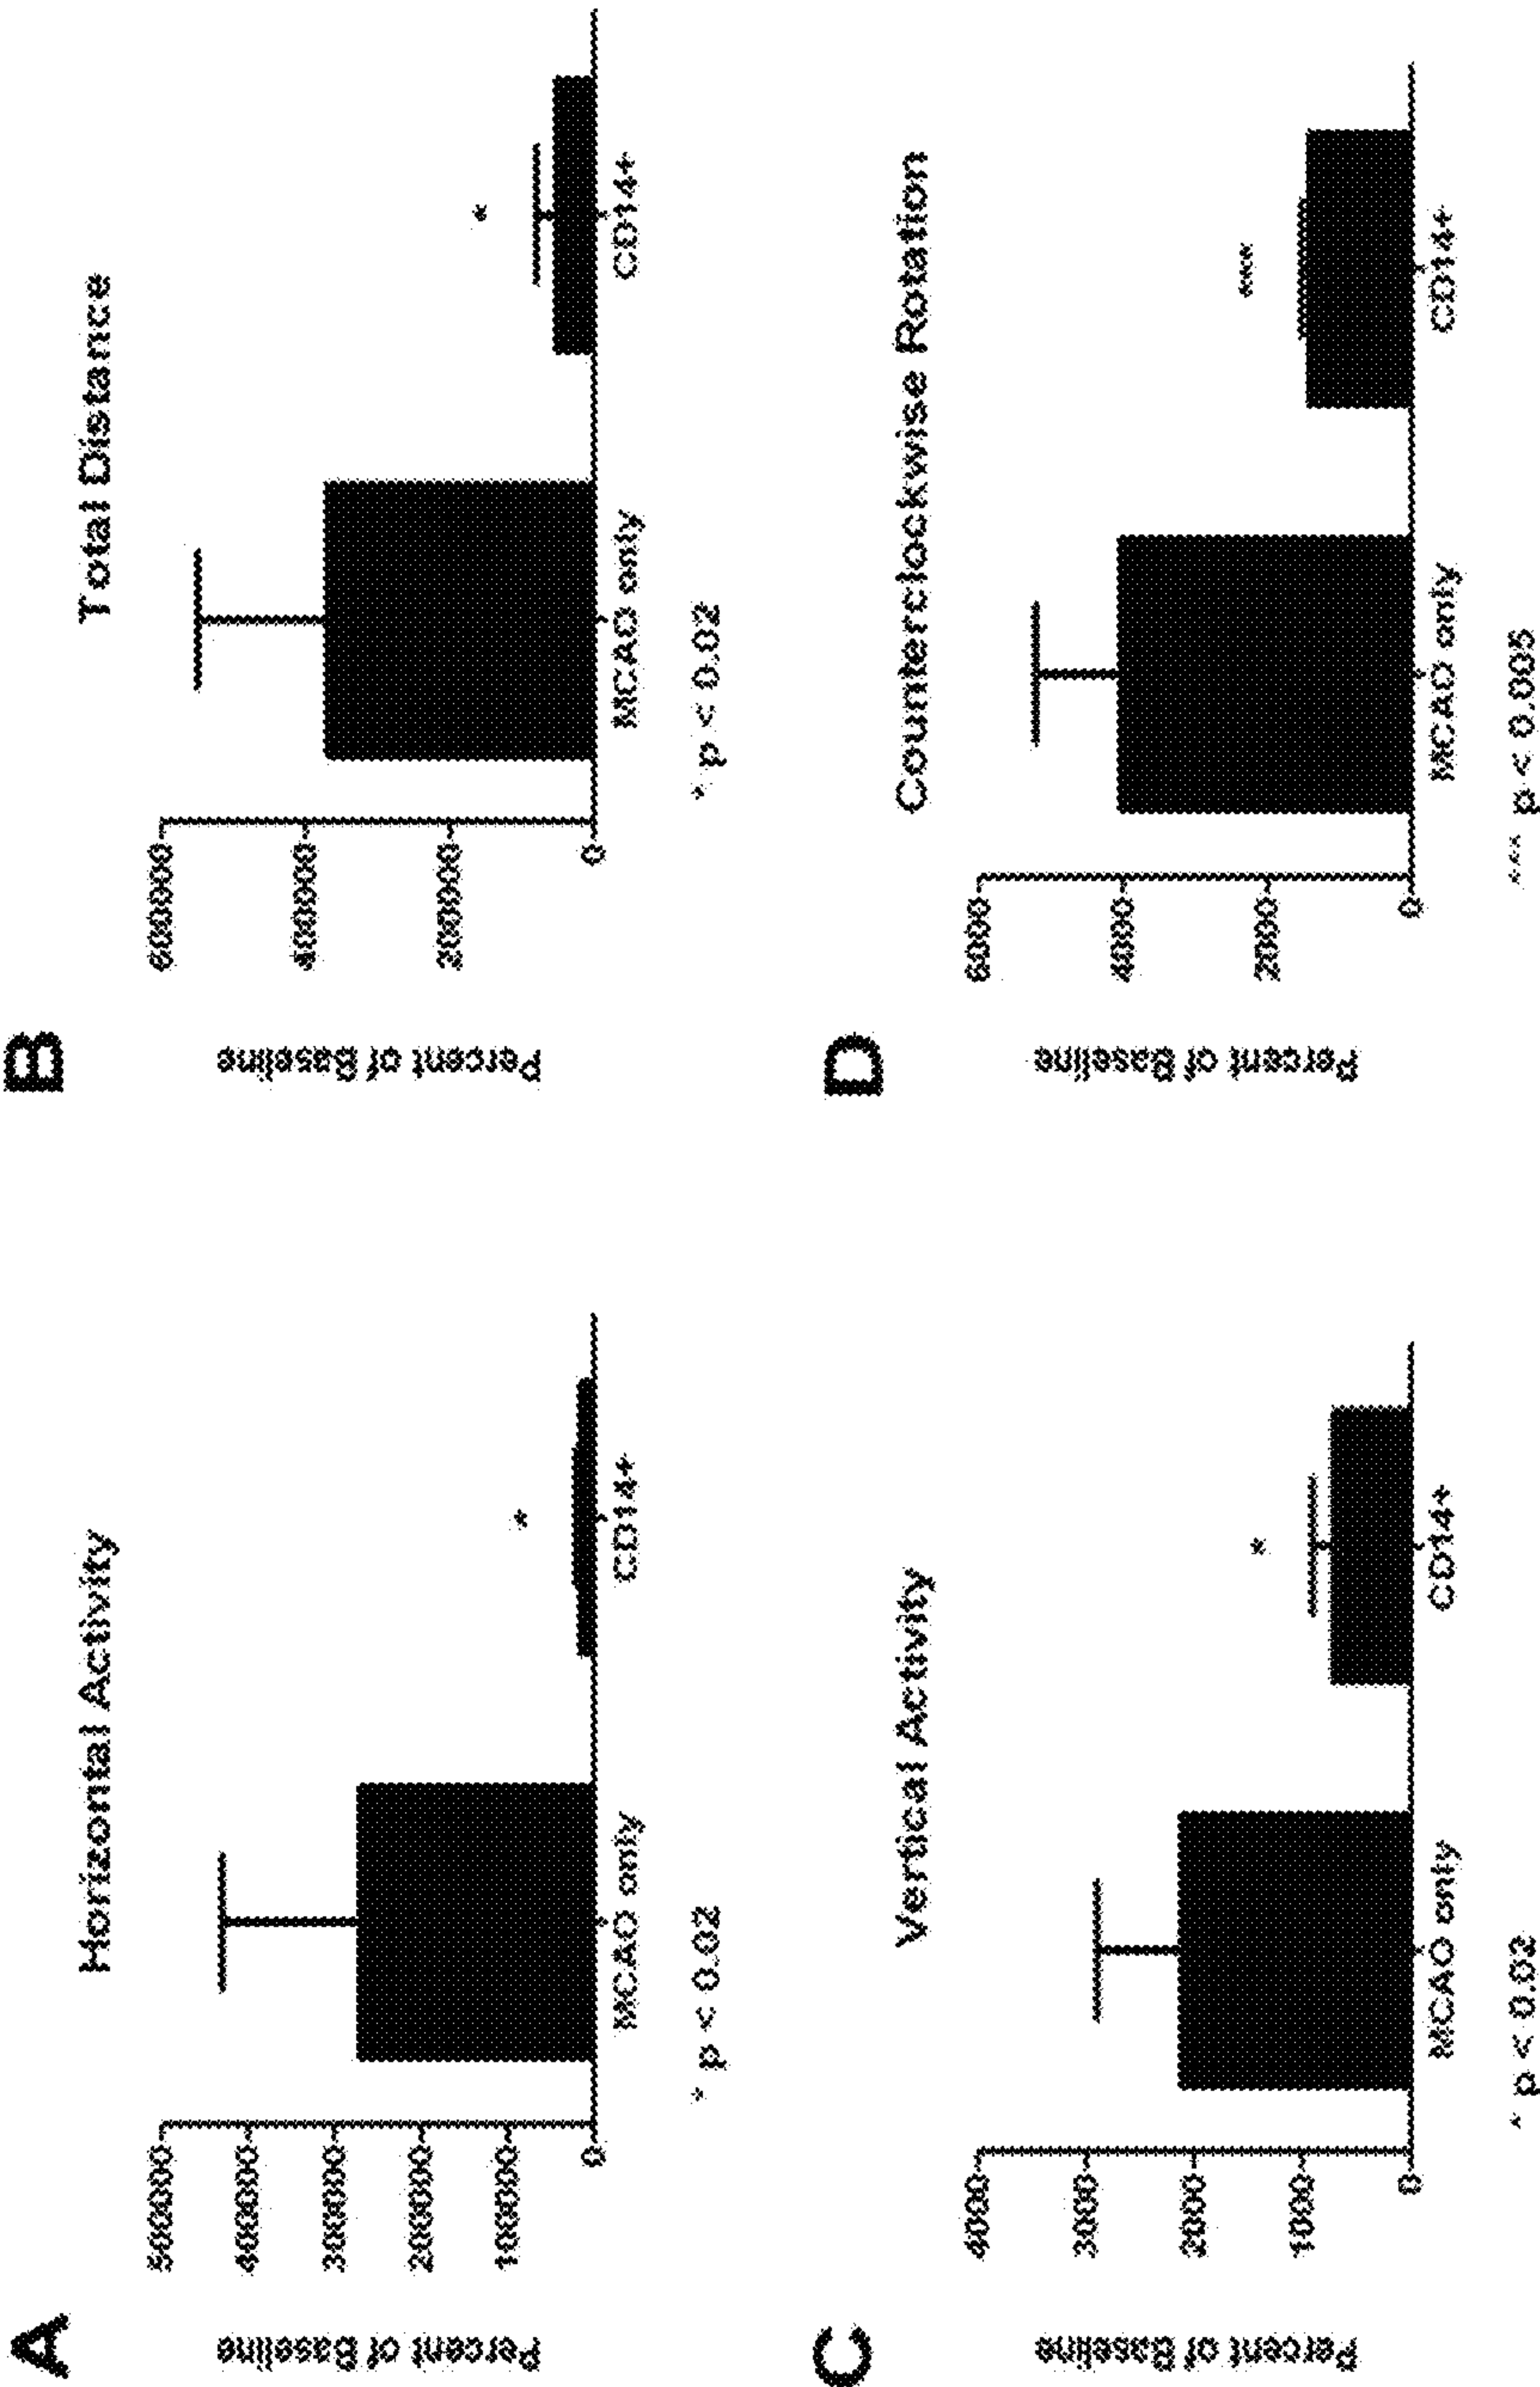 A
Horizontal Activity
Percent of Baseline
500000
400000
300000
200000
100000
0
*
MCAO only
CD14+
* p < 0.02
B
Total Distance
Percent of Baseline
600000
400000
200000
0
*
MCAO only
CD14+
* p < 0.02
C
Vertical Activity
Percent of Baseline
4000
3000
2000
1000
0
*
MCAO only
CD14+
* p < 0.02
D
Counterclockwise Rotation
Percent of Baseline
6000
4000
2000
0
***
MCAO only
CD14+
*** p < 0.005